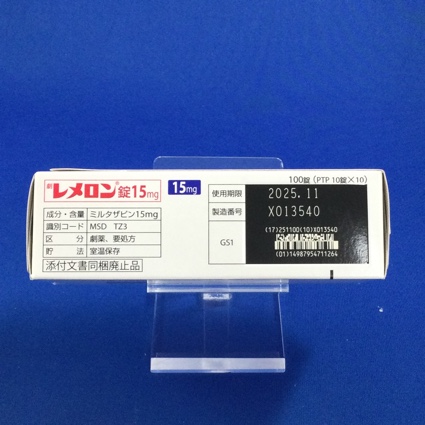 100錠（PTP 10錠×10）
劇 レメロン錠15mg
15mg
成分・含量 ミルタザピン15mg
識別コード MSD TZ3
区分 劇薬、要処方
貯法 室温保存
添付文書同梱廃止品
使用期限 2025.11
製造番号 X013540
GS1
(17)251100(10)X013540
(01)14987954711264